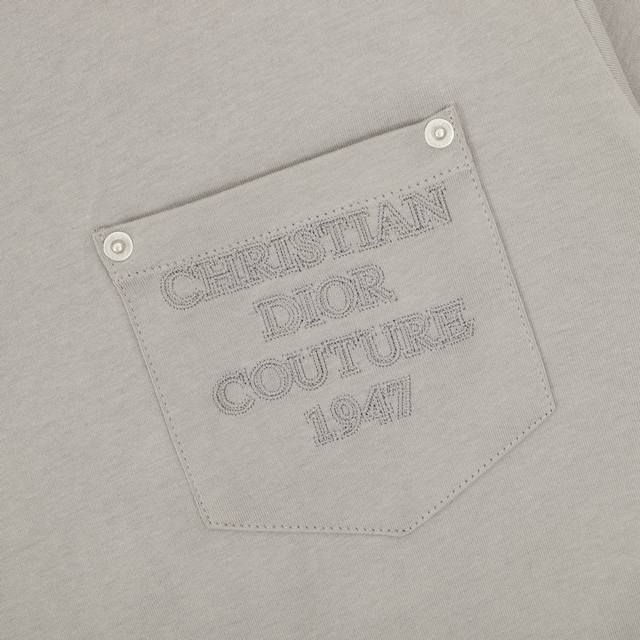 CHRISTIAN
DIOR
COUTURE
1947